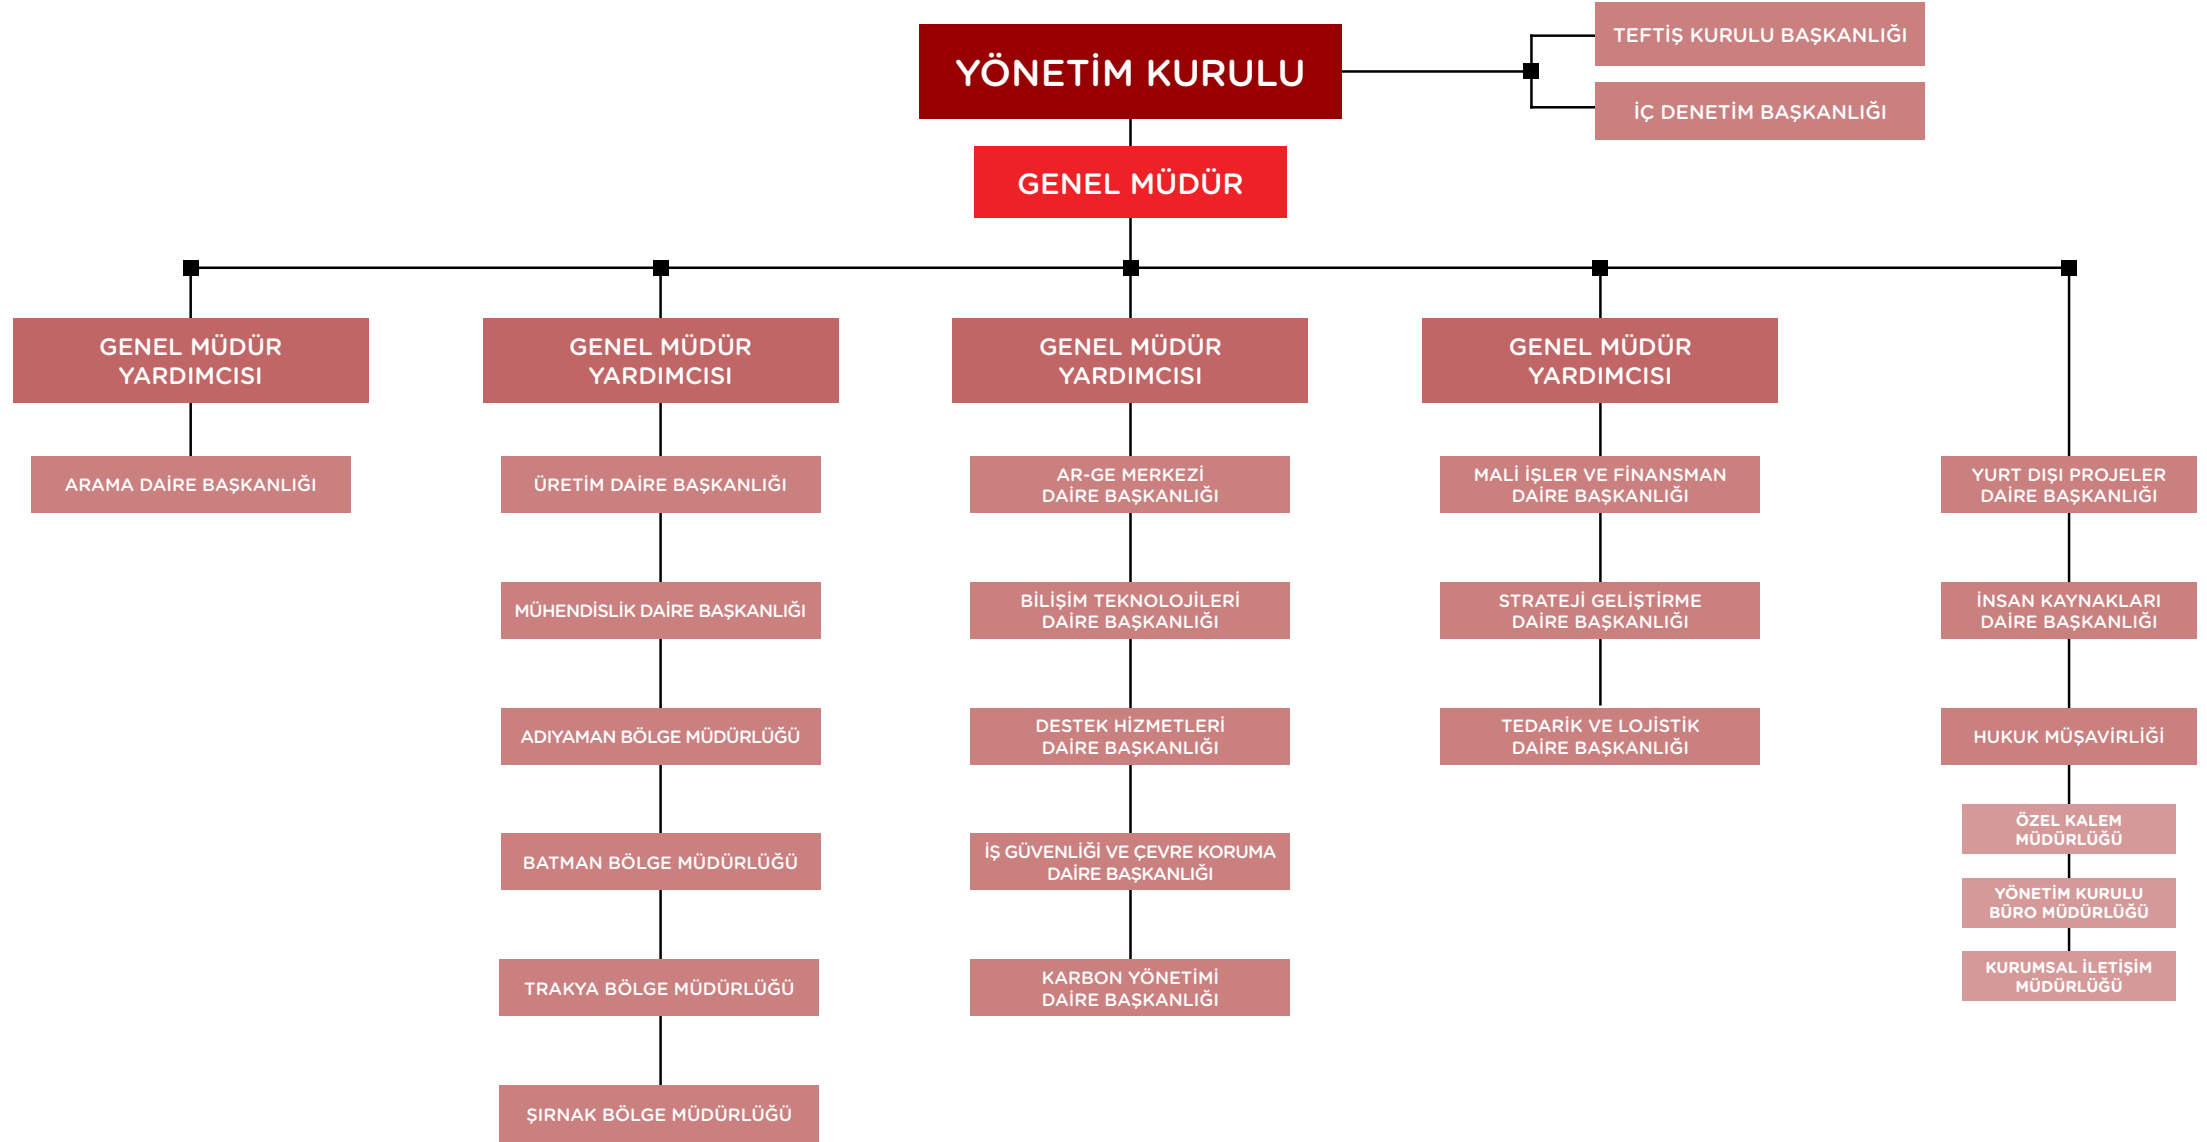 YÖNETİM KURULU
TEFTİŞ KURULU BAŞKANLIĞI
İÇ DENETİM BAŞKANLIĞI
GENEL MÜDÜR
GENEL MÜDÜR
YARDIMCISI
ARAMA DAİRE BAŞKANLIĞI
GENEL MÜDÜR
YARDIMCISI
ÜRETİM DAİRE BAŞKANLIĞI
MÜHENDİSLİK DAİRE BAŞKANLIĞI
ADIYAMAN BÖLGE MÜDÜRLÜĞÜ
BATMAN BÖLGE MÜDÜRLÜĞÜ
TRAKYA BÖLGE MÜDÜRLÜĞÜ
ŞIRNAK BÖLGE MÜDÜRLÜĞÜ
GENEL MÜDÜR
YARDIMCISI
AR-GE MERKEZİ
DAİRE BAŞKANLIĞI
BİLİŞİM TEKNOLOJİLERİ
DAİRE BAŞKANLIĞI
DESTEK HİZMETLERİ
DAİRE BAŞKANLIĞI
İŞ GÜVENLİĞİ VE ÇEVRE KORUMA
DAİRE BAŞKANLIĞI
KARBON YÖNETİMİ
DAİRE BAŞKANLIĞI
GENEL MÜDÜR
YARDIMCISI
MALİ İŞLER VE FİNANSMAN
DAİRE BAŞKANLIĞI
STRATEJİ GELİŞTİRME
DAİRE BAŞKANLIĞI
TEDARİK VE LOJİSTİK
DAİRE BAŞKANLIĞI
YURT DIŞI PROJELER
DAİRE BAŞKANLIĞI
İNSAN KAYNAKLARI
DAİRE BAŞKANLIĞI
HUKUK MÜŞAVİRLİĞİ
ÖZEL KALEM
MÜDÜRLÜĞÜ
YÖNETİM KURULU
BÜRO MÜDÜRLÜĞÜ
KURUMSAL İLETİŞİM
MÜDÜRLÜĞÜ